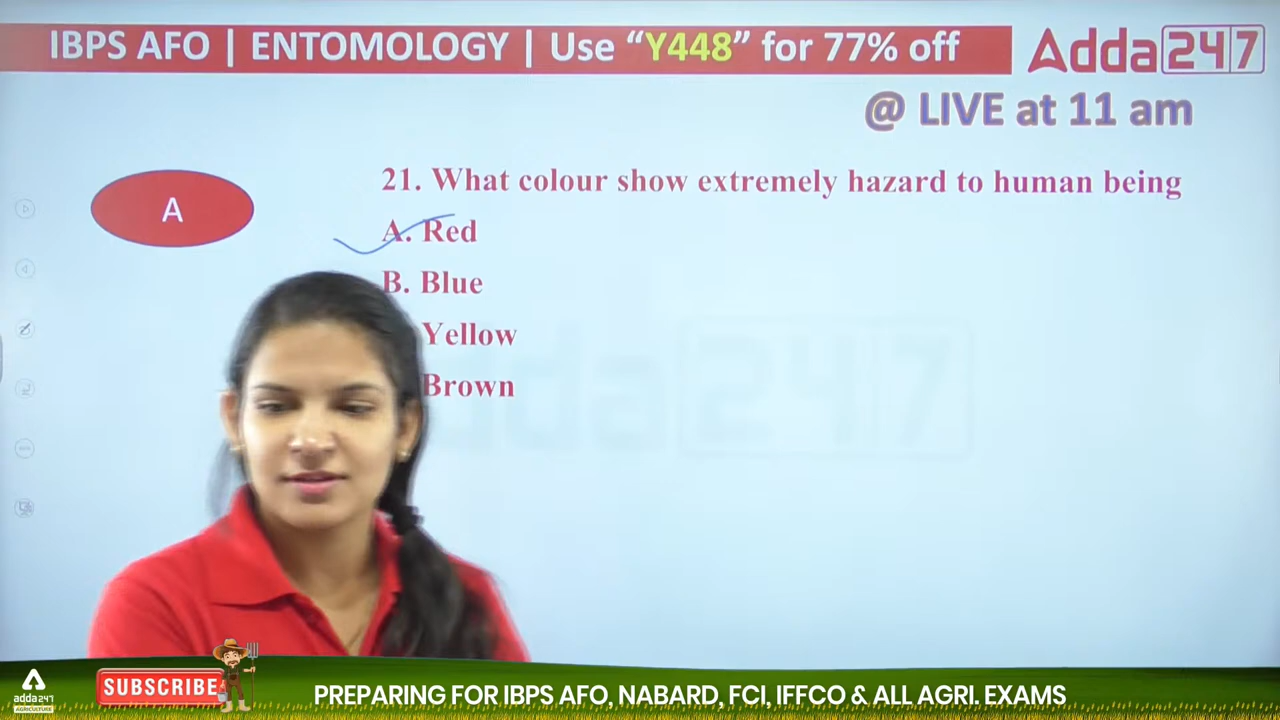 IBPS AFO | ENTOMOLOGY | Use “Y448” for 77% off
Adda247
@ LIVE at 11 am
A
21. What colour show extremely hazard to human being
A. Red
B. Blue
Yellow
Brown
Adda247
SUBSCRIBE
adda247
AGRICULTURE
PREPARING FOR IBPS AFO, NABARD, FCI, IFFCO & ALL AGRI. EXAMS